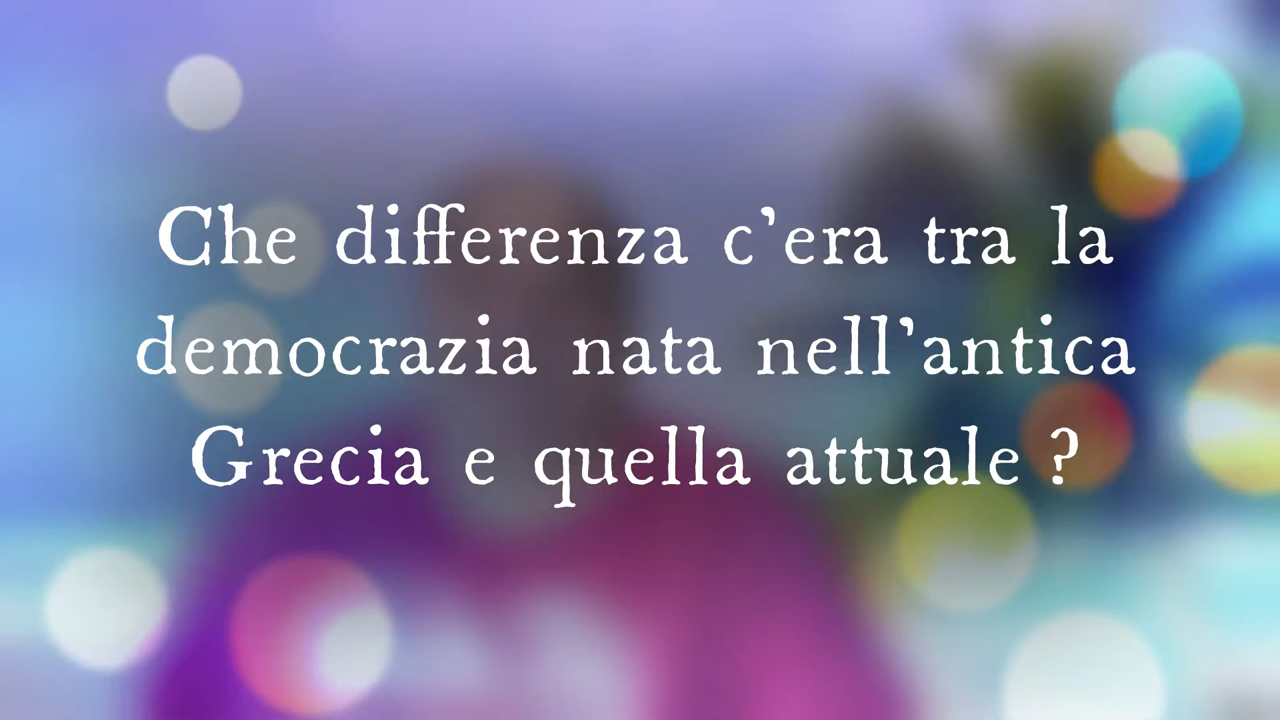 Che differenza c’era tra la
democrazia nata nell’antica
Grecia e quella attuale ?